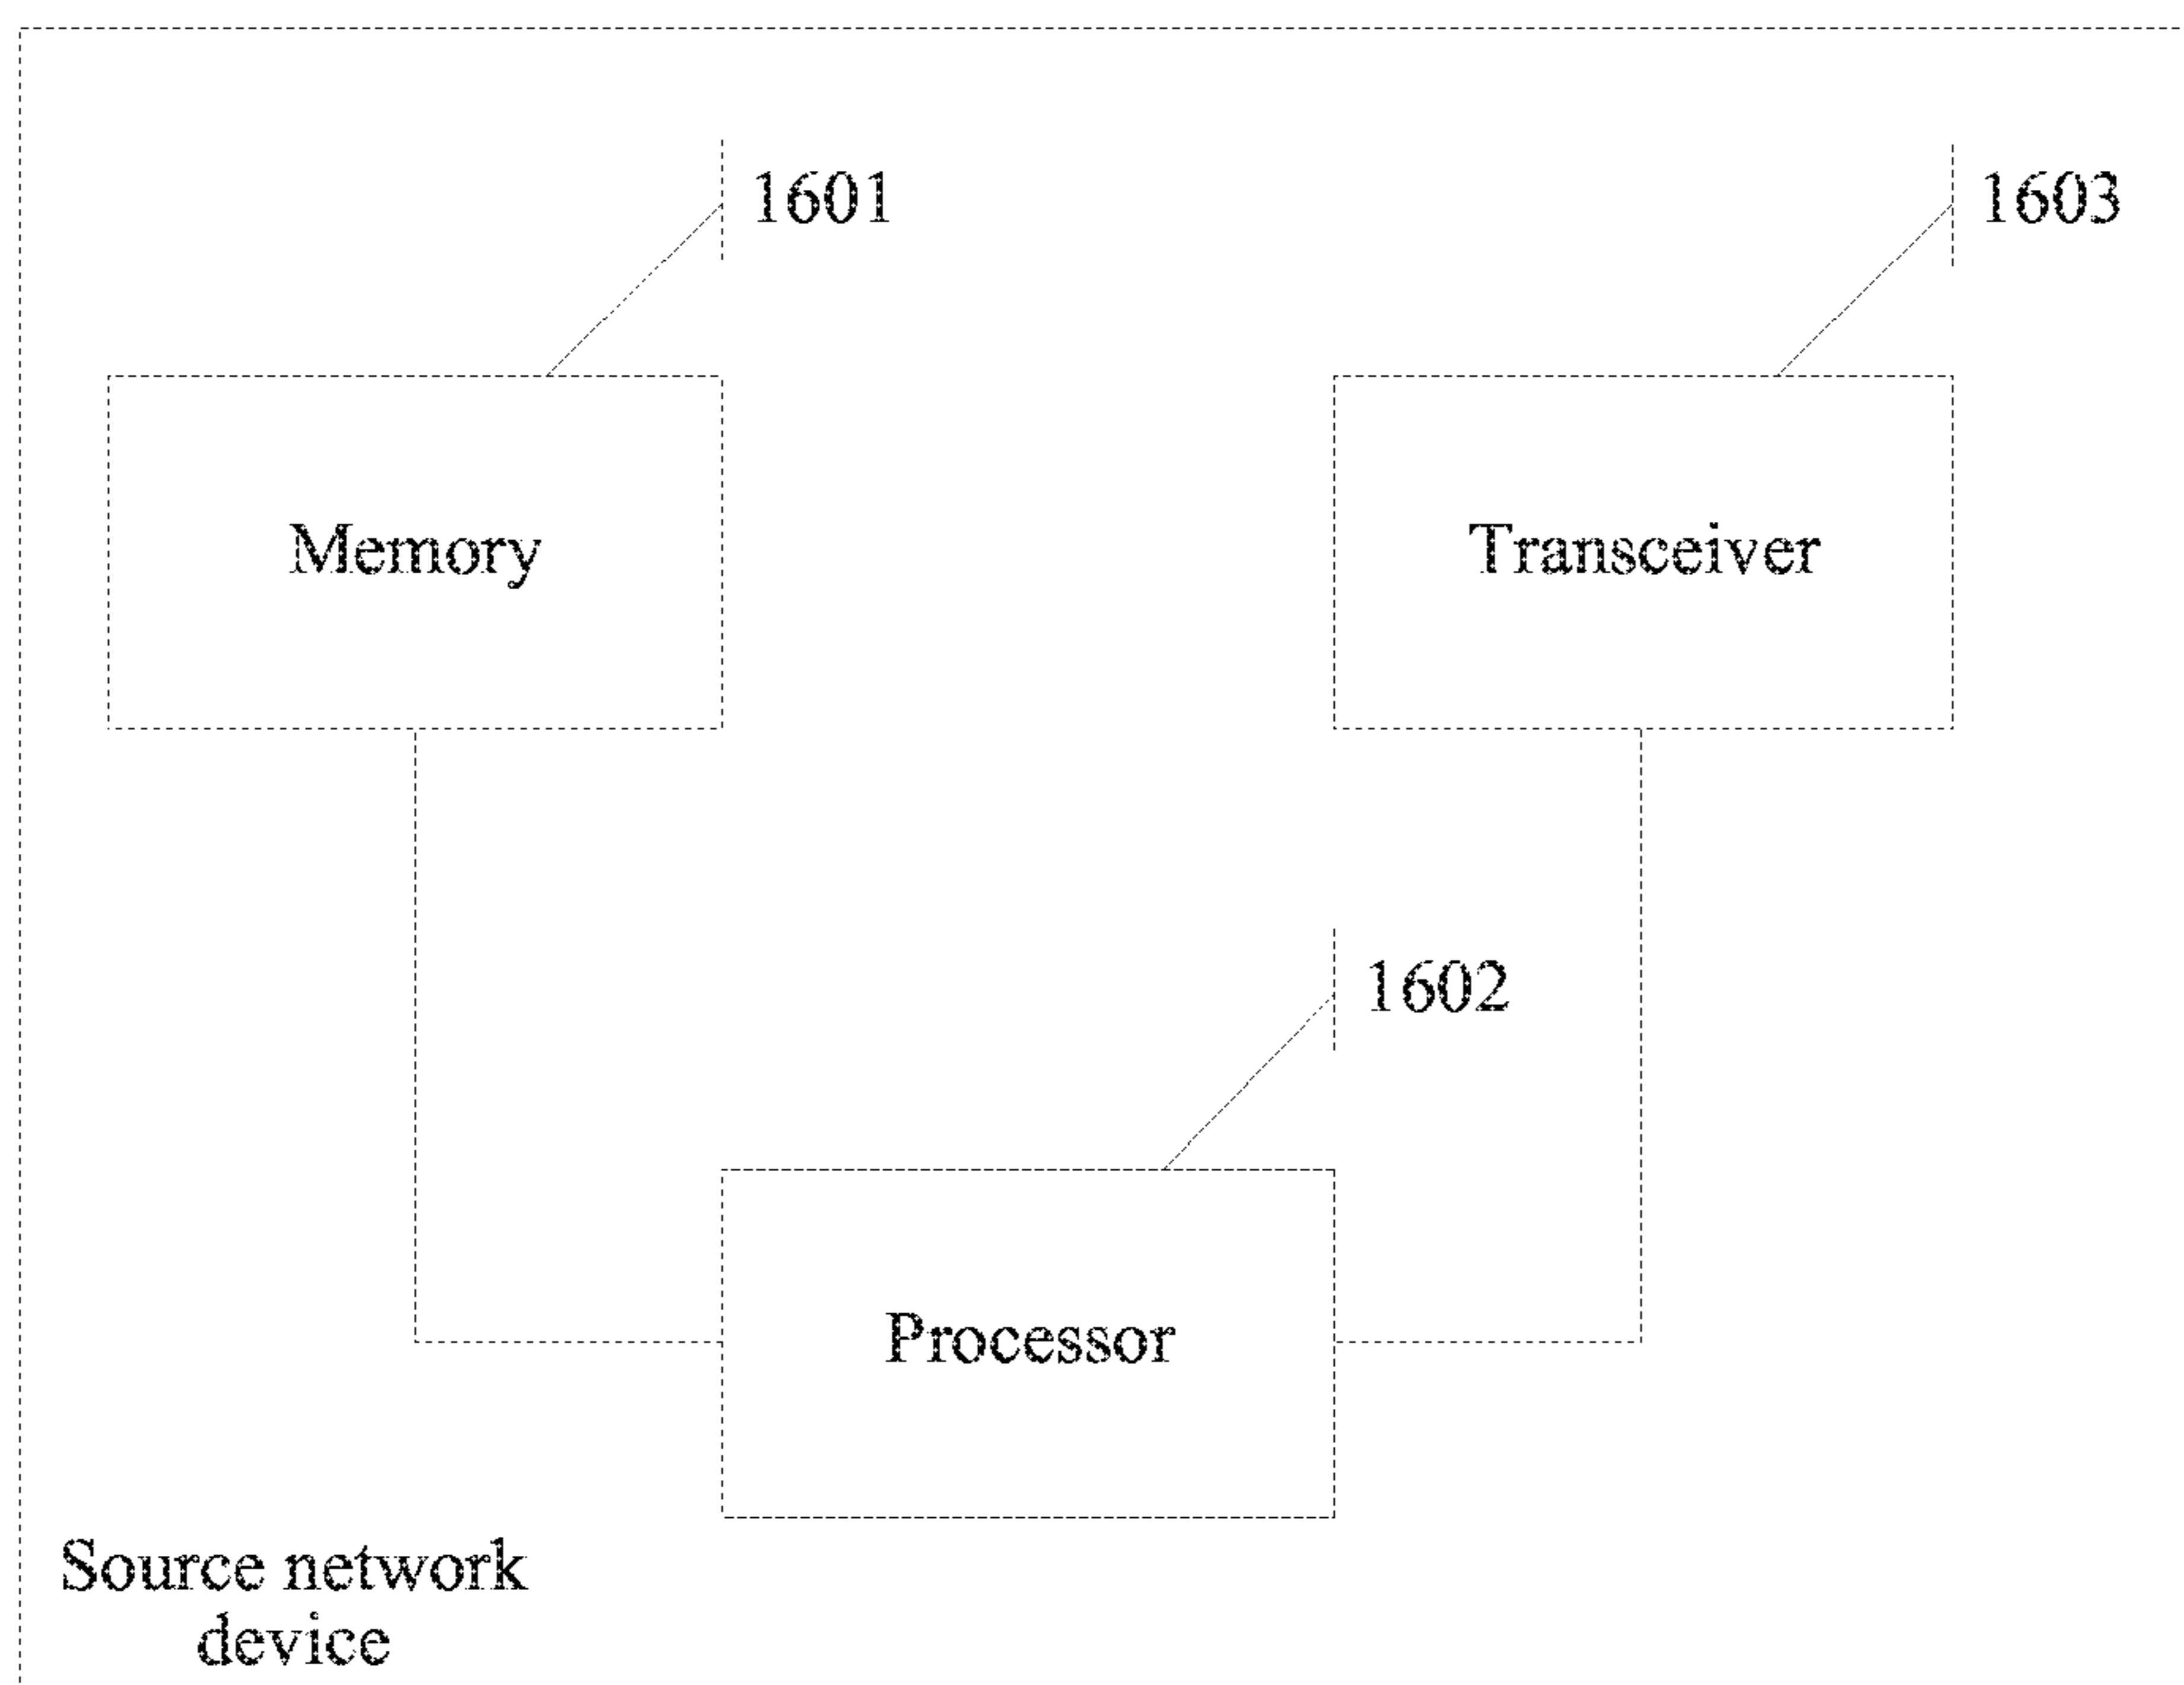 1601
1603
Memory
Transceiver
1602
Processor
Source network
device